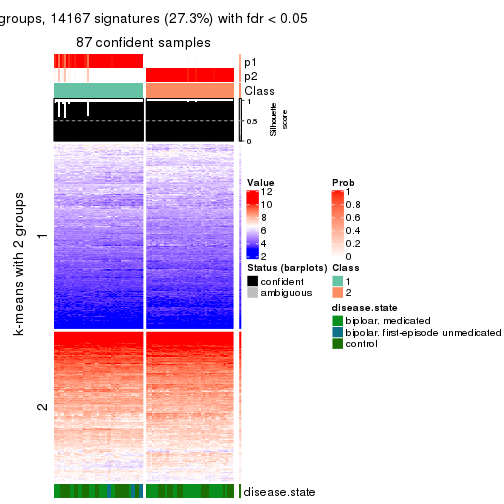 groups, 14167 signatures (27.3%) with fdr < 0.05
87 confident samples
p1
p2
Class
1
0.5
0
Silhouette
score
k-means with 2 groups
1
2
Value
12
10
8
6
4
2
Prob
1
0.8
0.6
0.4
0.2
0
Status (barplots)
confident
ambiguous
Class
1
2
disease.state
biploar. medicated
bipolar. first-episode unmedicated
control
disease.state